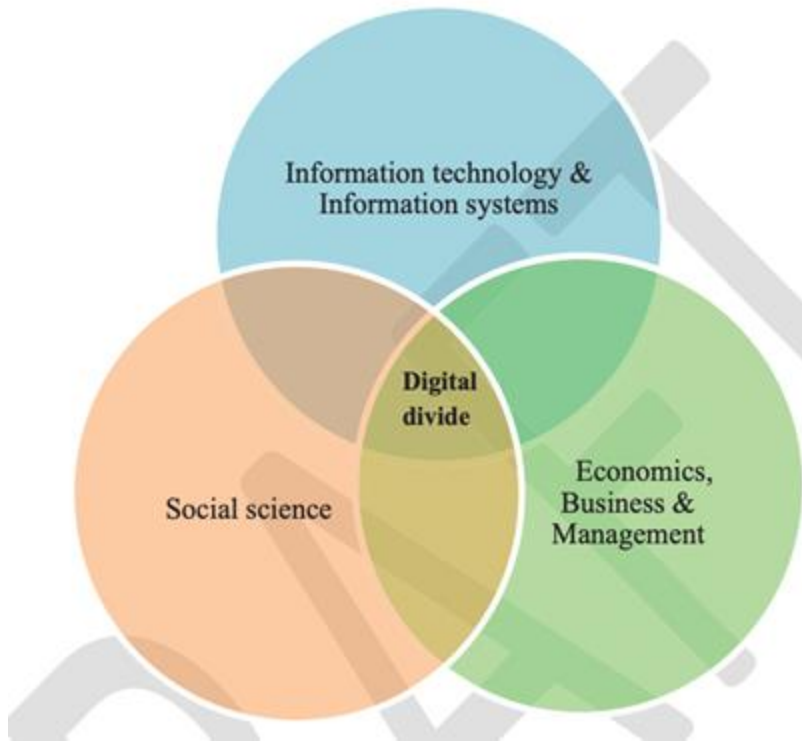 Information technology &
Information systems
Digital
divide
Social science
Economics,
Business &
Management